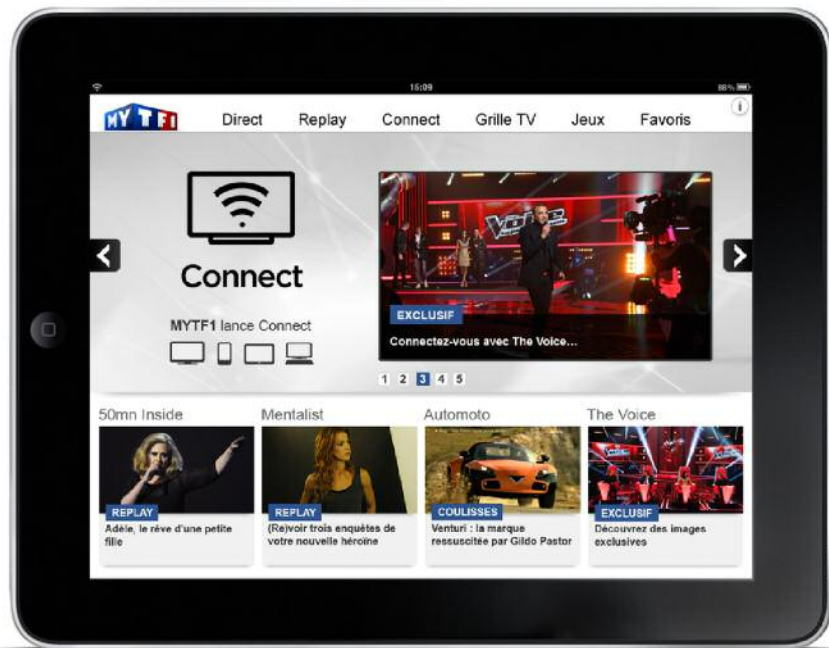 15:09
88%
MYTF1
Direct
Replay
Connect
Grille TV
Jeux
Favoris
i
Connect
MYTF1 lance Connect
The Voice
EXCLUSIF
Connectez-vous avec The Voice...
1 2 3 4 5
50mn Inside
Mentalist
Automoto
The Voice
REPLAY
Adèle, le rêve d'une petite
fille
REPLAY
(Re)voir trois enquêtes de
votre nouvelle héroïne
COULISSES
Venturi : la marque
ressuscitée par Gildo Pastor
EXCLUSIF
Découvrez des images
exclusives